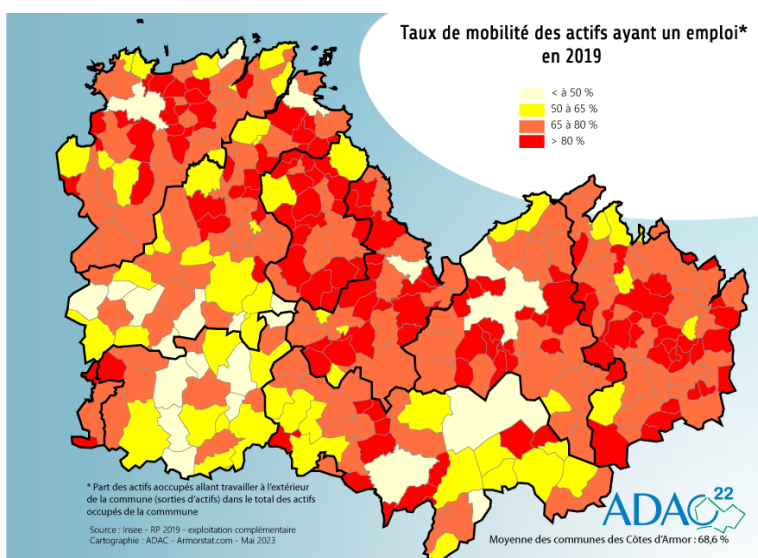 Taux de mobilité des actifs ayant un emploi*
en 2019
< à 50 %
50 à 65 %
65 à 80 %
> 80 %
* Part des actifs aoccupés allant travailler à l'extérieur
de la commune (sorties d'actifs) dans le total des actifs
occupés de la commmune
Source : Insee - RP 2019 - exploitation complémentaire
Cartographie : ADAC - Armorstat.com - Mai 2023
ADAC 22
Moyenne des communes des Côtes d'Armor : 68,6 %